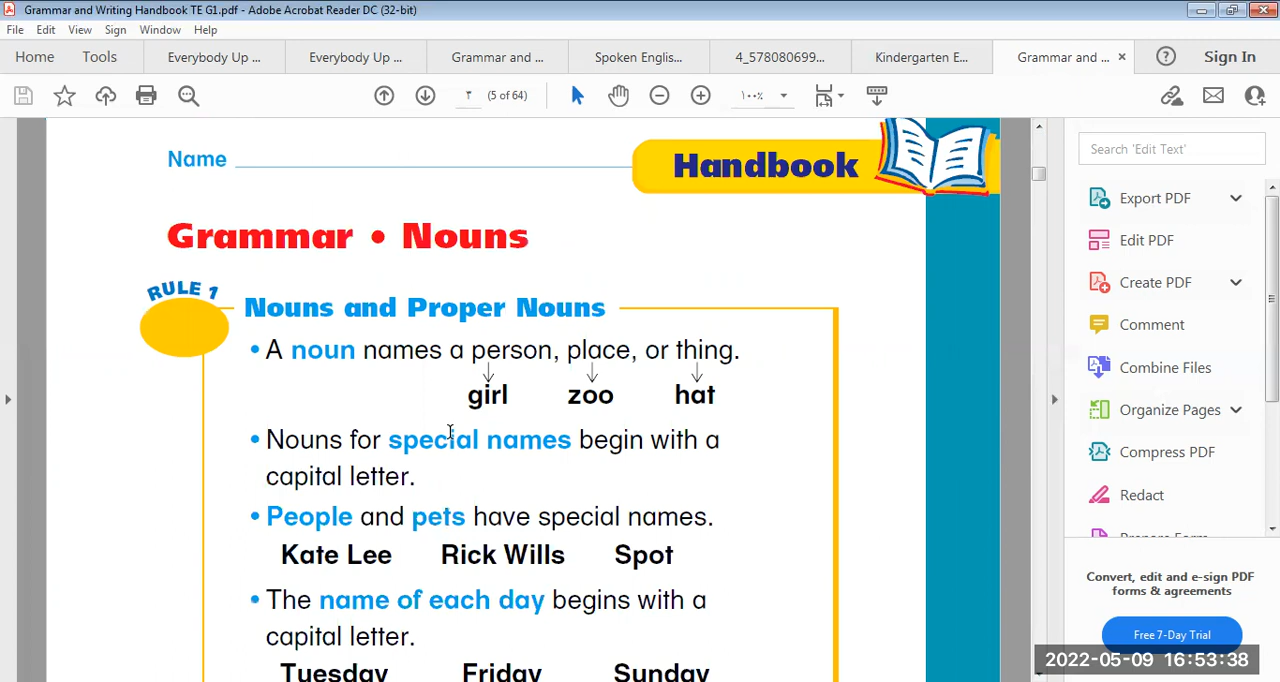 Grammar and Writing Handbook TE G1.pdf - Adobe Acrobat Reader DC (32-bit)
File Edit View Sign Window Help
Home Tools Everybody Up ... Everybody Up ... Grammar and ... Spoken Englis... 4_578080699... Kindergarten E... Grammar and ... × Sign In
٣ (5 of 64) ١٠٠%
Search 'Edit Text'
Name
Handbook
Export PDF
Grammar • Nouns
Edit PDF
RULE 1
Create PDF
Nouns and Proper Nouns
Comment
• A noun names a person, place, or thing.
Combine Files
girl zoo hat
Organize Pages
• Nouns for special names begin with a
Compress PDF
capital letter.
Redact
• People and pets have special names.
Kate Lee Rick Wills Spot
Convert, edit and e-sign PDF
forms & agreements
• The name of each day begins with a
capital letter.
Free 7-Day Trial
2022-05-09 16:53:38
Tuesday Friday Sunday